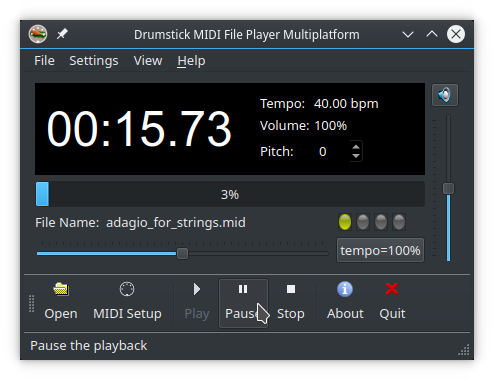 Drumstick MIDI File Player Multiplatform
File Settings View Help
00:15.73
Tempo: 40.00 bpm
Volume: 100%
Pitch: 0
3%
File Name: adagio_for_strings.mid
tempo=100%
Open MIDI Setup Play Pause Stop About Quit
Pause the playback